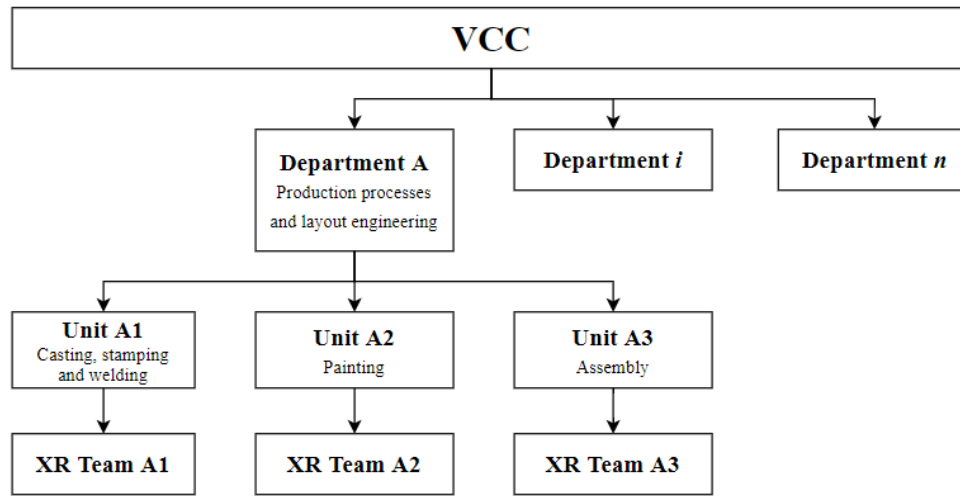 VCC
Department A
Production processes
and layout engineering
Department i
Department n
Unit A1
Casting, stamping
and welding
Unit A2
Painting
Unit A3
Assembly
XR Team A1
XR Team A2
XR Team A3